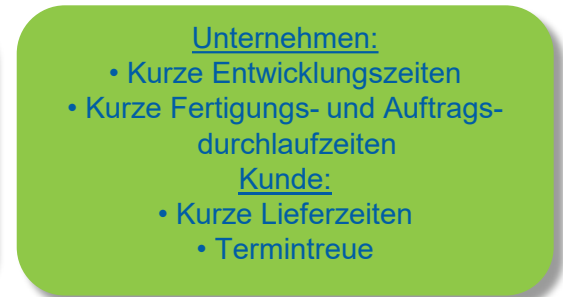 Unternehmen:
• Kurze Entwicklungszeiten
• Kurze Fertigungs- und Auftrags-
durchlaufzeiten
Kunde:
• Kurze Lieferzeiten
• Termintreue